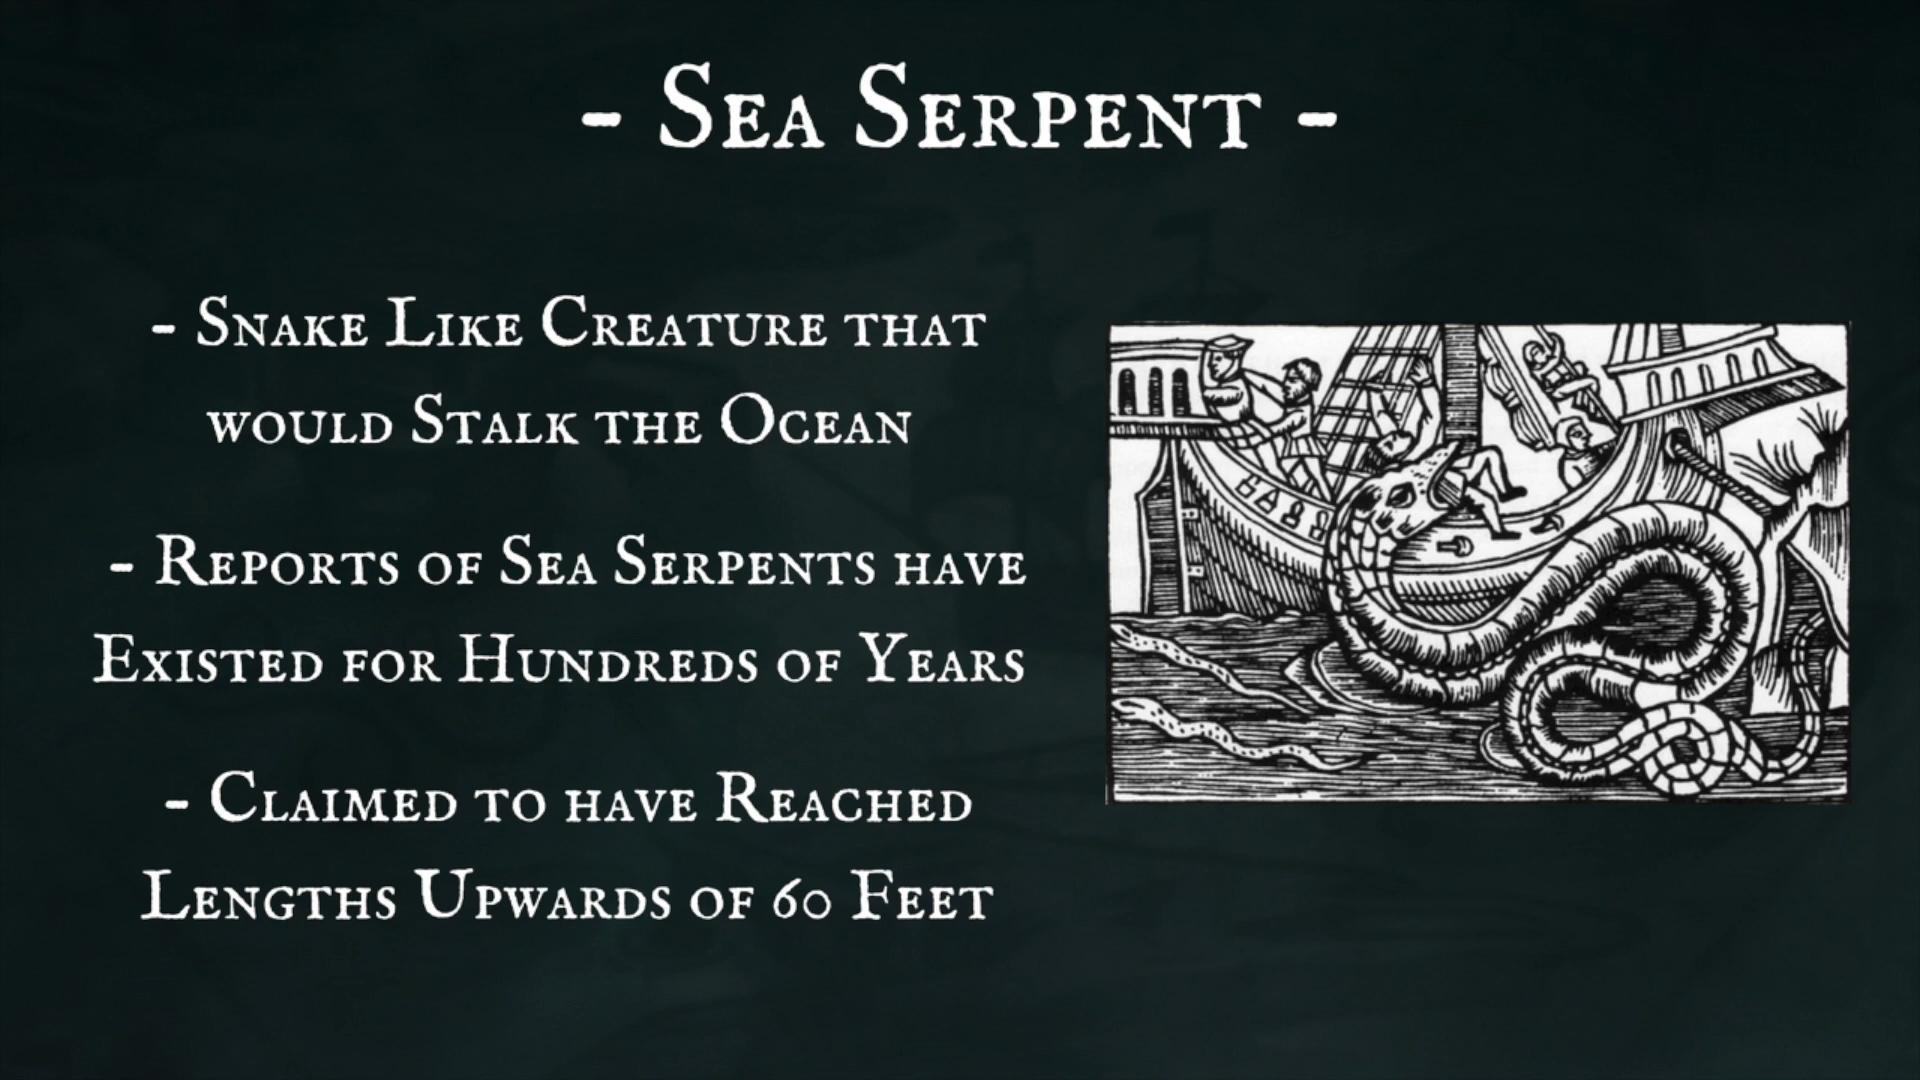 - Sea Serpent -
- Snake Like Creature that
would Stalk the Ocean
- Reports of Sea Serpents have
Existed for Hundreds of Years
- Claimed to have Reached
Lengths Upwards of 60 Feet